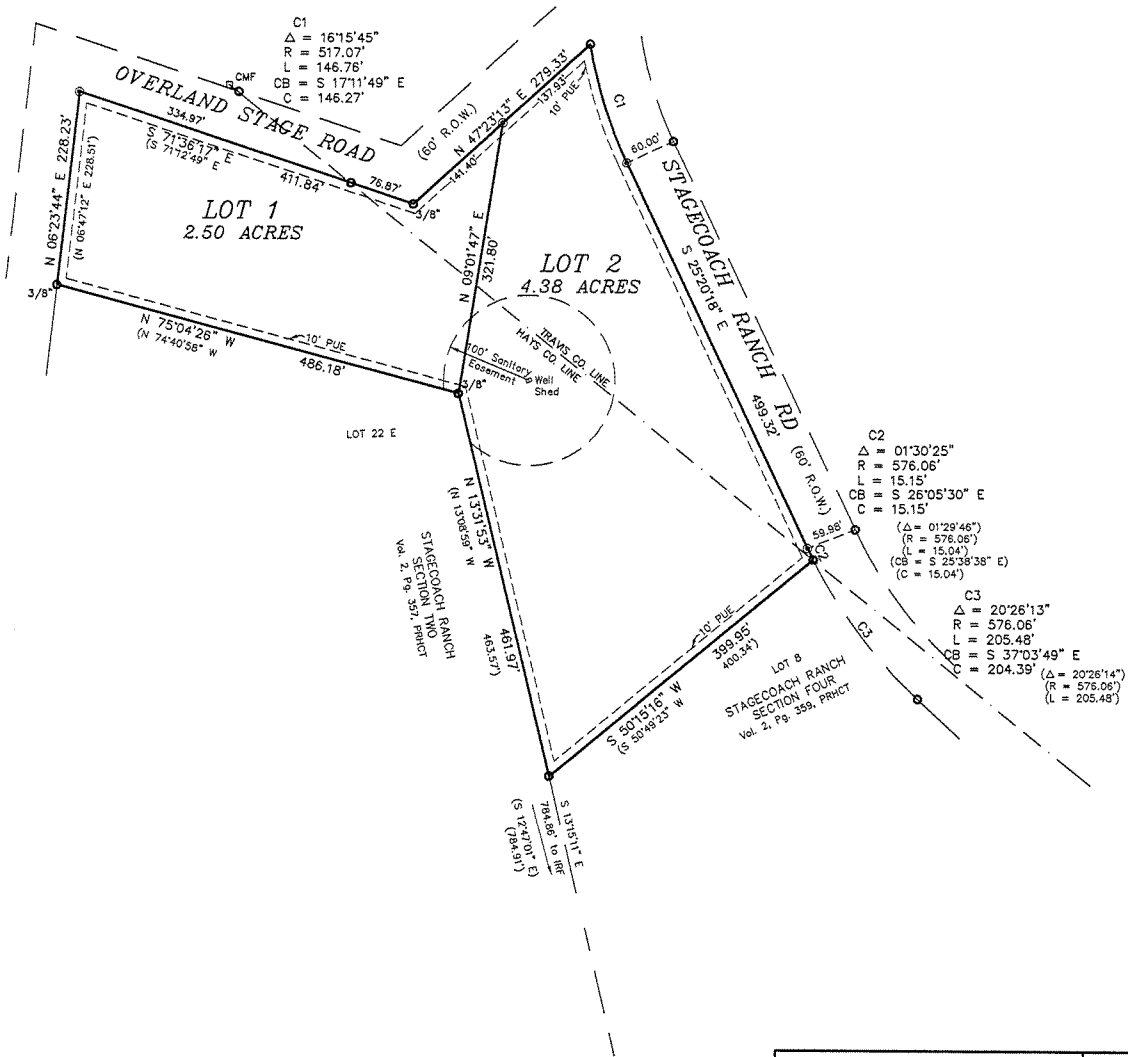 C1
Δ = 16°15'45"
R = 517.07'
L = 146.76'
CB = S 17°11'49" E
C = 146.27'
CMF
OVERLAND STAGE ROAD
(60' R.O.W.)
334.97'
S 71°36'17" E
(S 71°12'49" E
411.84'
76.87'
3/8"
N 47°23'13" E 279.33'
137.93'
10' PUE
141.40'
C1
60.00'
STAGECOACH RANCH RD
(60' R.O.W.)
S 25°20'18" E
499.32'
N 06°23'44" E 228.23'
(N 06°47'12" E 228.51')
LOT 1
2.50 ACRES
3/8"
N 75°04'26" W
(N 74°40'58" W
10' PUE
486.18'
3/8"
N 09°01'47" E
321.80'
LOT 2
4.38 ACRES
TRAVIS CO. LINE
HAYS CO. LINE
100' Sanitary
Easement
Well
Shed
LOT 22 E
N 13°31'53" W
(N 13°08'59" W
461.97'
463.57')
STAGECOACH RANCH
SECTION TWO
Vol. 2, Pg. 357, PRHCT
59.98'
C2
C2
Δ = 01°30'25"
R = 576.06'
L = 15.15'
CB = S 26°05'30" E
C = 15.15'
(Δ = 01°29'46")
(R = 576.06')
(L = 15.04')
(CB = S 25°38'38" E)
(C = 15.04')
C3
C3
Δ = 20°26'13"
R = 576.06'
L = 205.48'
CB = S 37°03'49" E
C = 204.39'
(Δ = 20°26'14")
(R = 576.06')
(L = 205.48')
10' PUE
399.95'
400.34')
S 50°15'16" W
(S 50°49'23" W
LOT 8
STAGECOACH RANCH
SECTION FOUR
Vol. 2, Pg. 359, PRHCT
S 13°15'11" E
784.86' to IRF
(S 12°47'01" E)
(784.91')